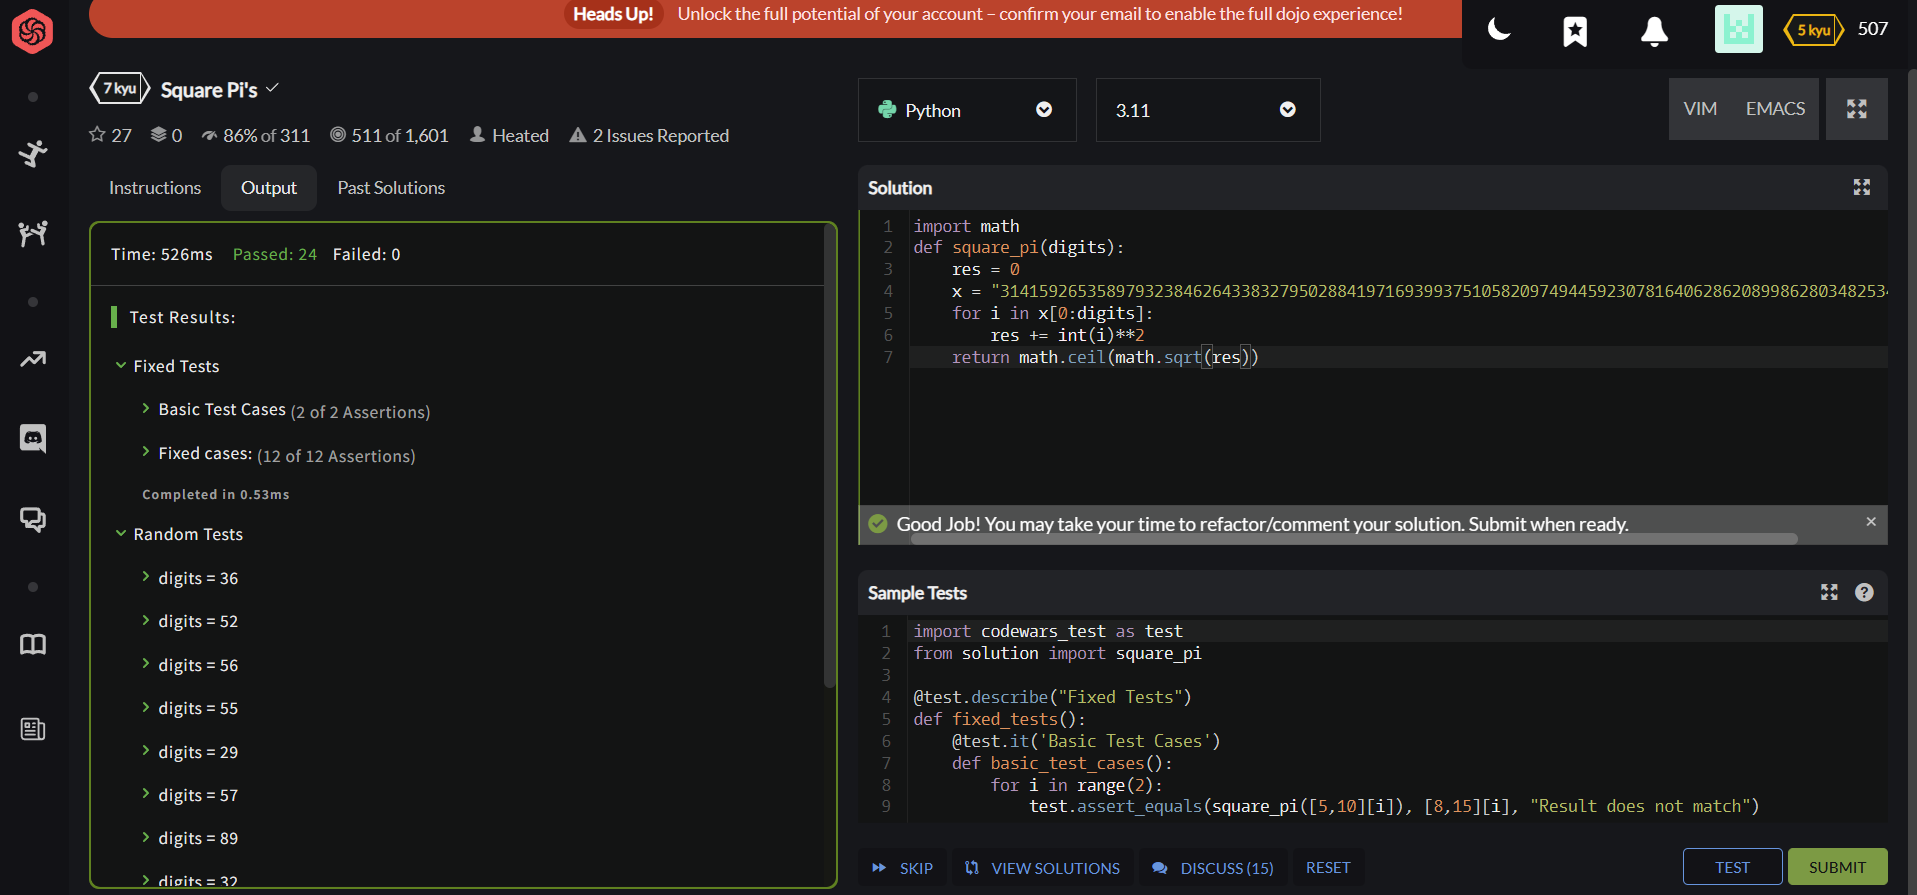 Heads Up! Unlock the full potential of your account – confirm your email to enable the full dojo experience!
5 kyu 507
7 kyu Square Pi's
27 0 86% of 311 511 of 1,601 Heated 2 Issues Reported
Instructions Output Past Solutions
Time: 526ms Passed: 24 Failed: 0
Test Results:
Fixed Tests
Basic Test Cases (2 of 2 Assertions)
Fixed cases: (12 of 12 Assertions)
Completed in 0.53ms
Random Tests
digits = 36
digits = 52
digits = 56
digits = 55
digits = 29
digits = 57
digits = 89
digits = 32
Python 3.11 VIM EMACS
Solution
1 import math
2 def square_pi(digits):
3 res = 0
4 x = "31415926535897932384626433832795028841971693993751058209749445923078164062862089986280348253
5 for i in x[0:digits]:
6 res += int(i)**2
7 return math.ceil(math.sqrt(res))
Good Job! You may take your time to refactor/comment your solution. Submit when ready. ×
Sample Tests ?
1 import codewars_test as test
2 from solution import square_pi
3
4 @test.describe("Fixed Tests")
5 def fixed_tests():
6 @test.it('Basic Test Cases')
7 def basic_test_cases():
8 for i in range(2):
9 test.assert_equals(square_pi([5,10][i]), [8,15][i], "Result does not match")
SKIP VIEW SOLUTIONS DISCUSS (15) RESET TEST SUBMIT